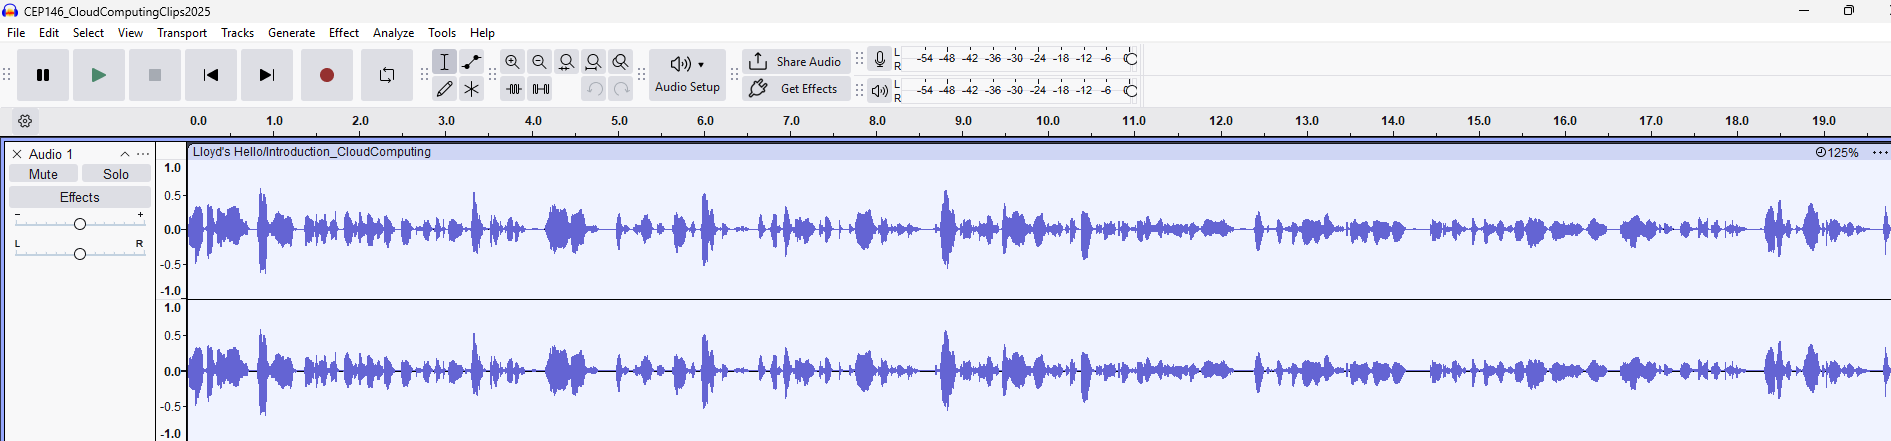 CEP146_CloudComputingClips2025
File Edit Select View Transport Tracks Generate Effect Analyze Tools Help
Audio Setup
Share Audio
Get Effects
L
R
-54 -48 -42 -36 -30 -24 -18 -12 -6 0
L
R
-54 -48 -42 -36 -30 -24 -18 -12 -6 0
0.0 1.0 2.0 3.0 4.0 5.0 6.0 7.0 8.0 9.0 10.0 11.0 12.0 13.0 14.0 15.0 16.0 17.0 18.0 19.0
Audio 1
Mute Solo
Effects
- +
L R
Lloyd's Hello/Introduction_CloudComputing 125%
1.0
0.5
0.0
-0.5
-1.0
1.0
0.5
0.0
-0.5
-1.0